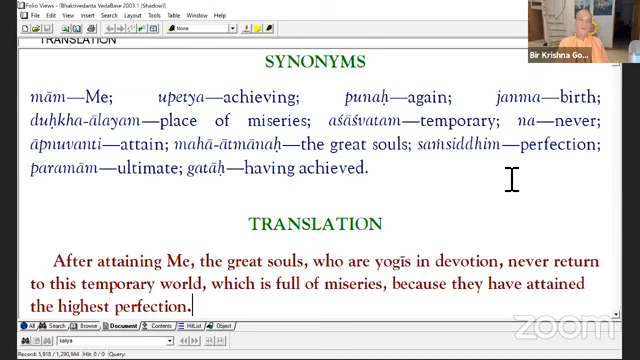 Folio Views - [Bhaktivedanta VedaBase 2003.1 (Shadow)]
File Edit View Search Layout Tools Window Help
<None>
TRANSLATION
Bir Krishna Go...
SYNONYMS
mām—Me; upetya—achieving; punaḥ—again; janma—birth;
duḥkha-ālayam—place of miseries; aśāśvatam—temporary; na—never;
āpnuvanti—attain; mahā-ātmānaḥ—the great souls; saṁsiddhim—perfection;
paramām—ultimate; gatāḥ—having achieved.
TRANSLATION
After attaining Me, the great souls, who are yogīs in devotion, never return
to this temporary world, which is full of miseries, because they have attained
the highest perfection.
All Search Browse Document Contents HitList Object
kaliya
Record: 5,918 / 1,290,944 Hit: 0 / 0 Query:
zoom